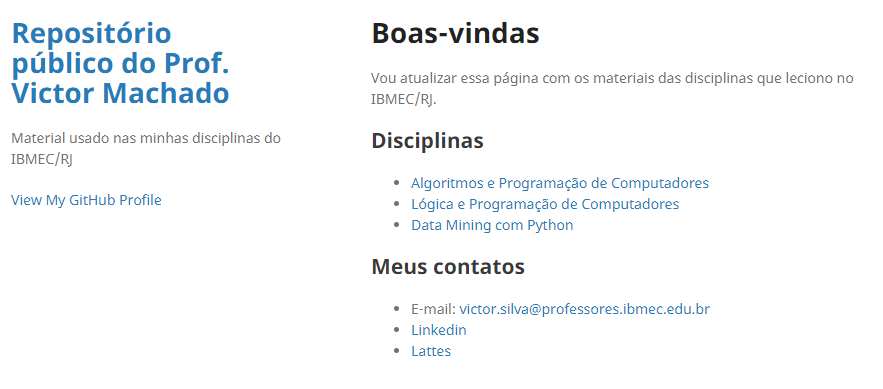 Repositório
público do Prof.
Victor Machado
Material usado nas minhas disciplinas do
IBMEC/RJ
View My GitHub Profile
Boas-vindas
Vou atualizar essa página com os materiais das disciplinas que leciono no
IBMEC/RJ.
Disciplinas
Algoritmos e Programação de Computadores
Lógica e Programação de Computadores
Data Mining com Python
Meus contatos
E-mail: victor.silva@professores.ibmec.edu.br
Linkedin
Lattes